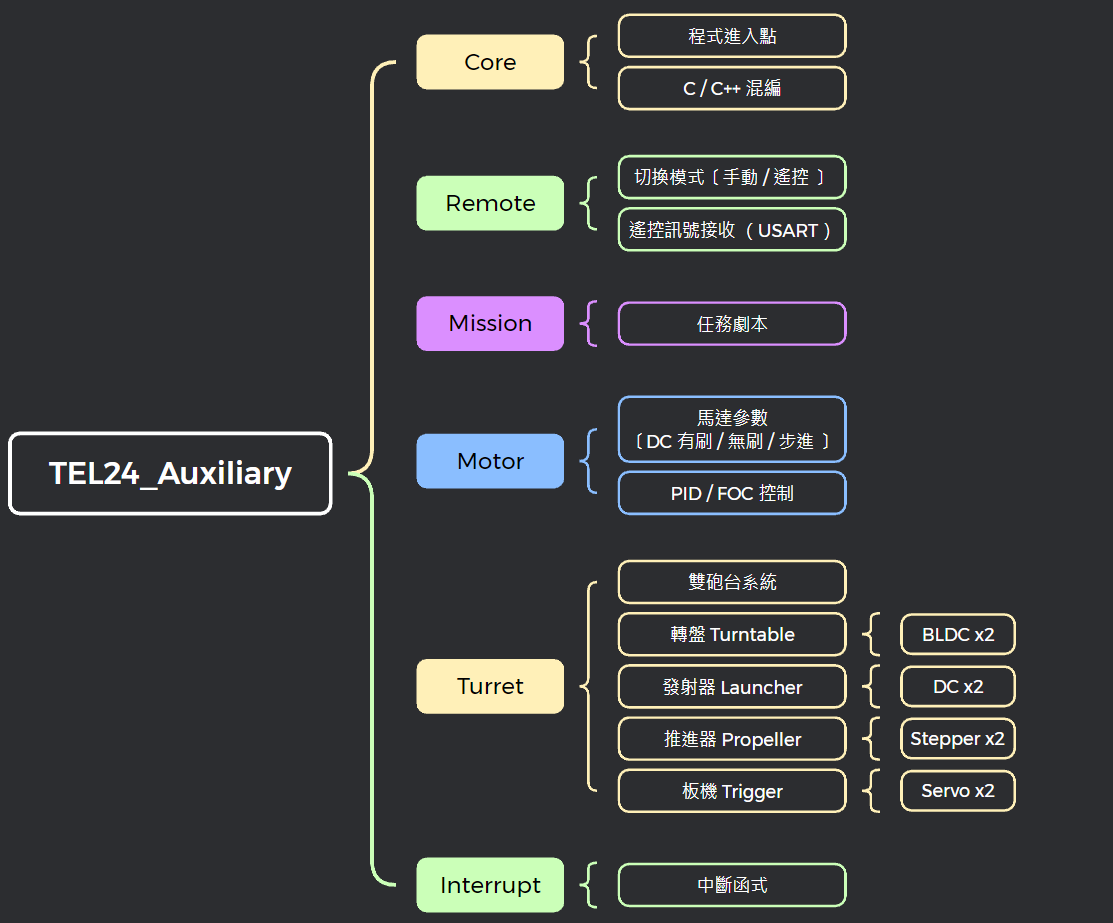 TEL24_Auxiliary
Core
程式進入點
C / C++ 混編
Remote
切換模式〔 手動 / 遙控 〕
遙控訊號接收 （ USART ）
Mission
任務劇本
Motor
馬達參數
〔 DC 有刷 / 無刷 / 步進 〕
PID / FOC 控制
Turret
雙砲台系統
轉盤 Turntable
BLDC x2
發射器 Launcher
DC x2
推進器 Propeller
Stepper x2
板機 Trigger
Servo x2
Interrupt
中斷函式